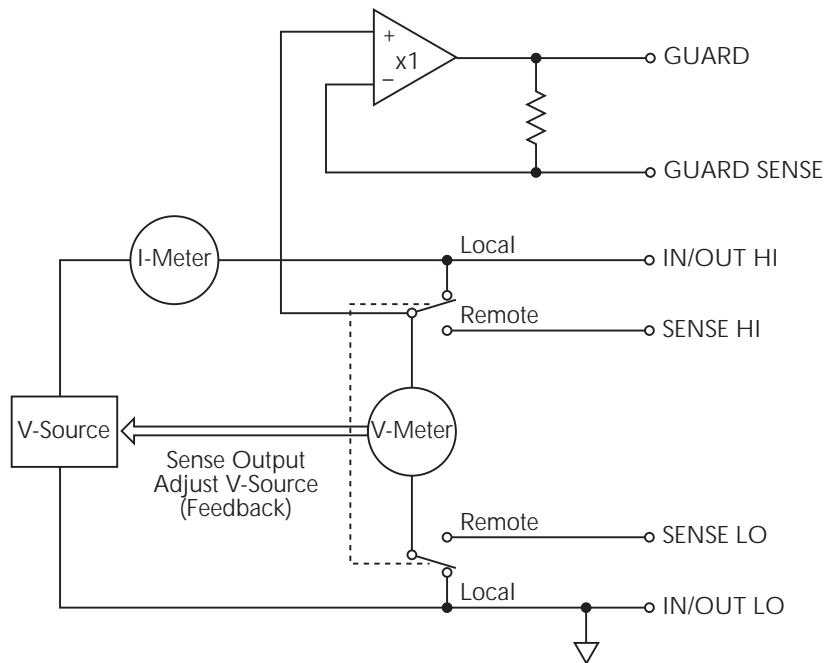 +
x1
−
GUARD
GUARD SENSE
I-Meter
Local
IN/OUT HI
Remote
SENSE HI
V-Source
V-Meter
Sense Output
Adjust V-Source
(Feedback)
Remote
SENSE LO
Local
IN/OUT LO